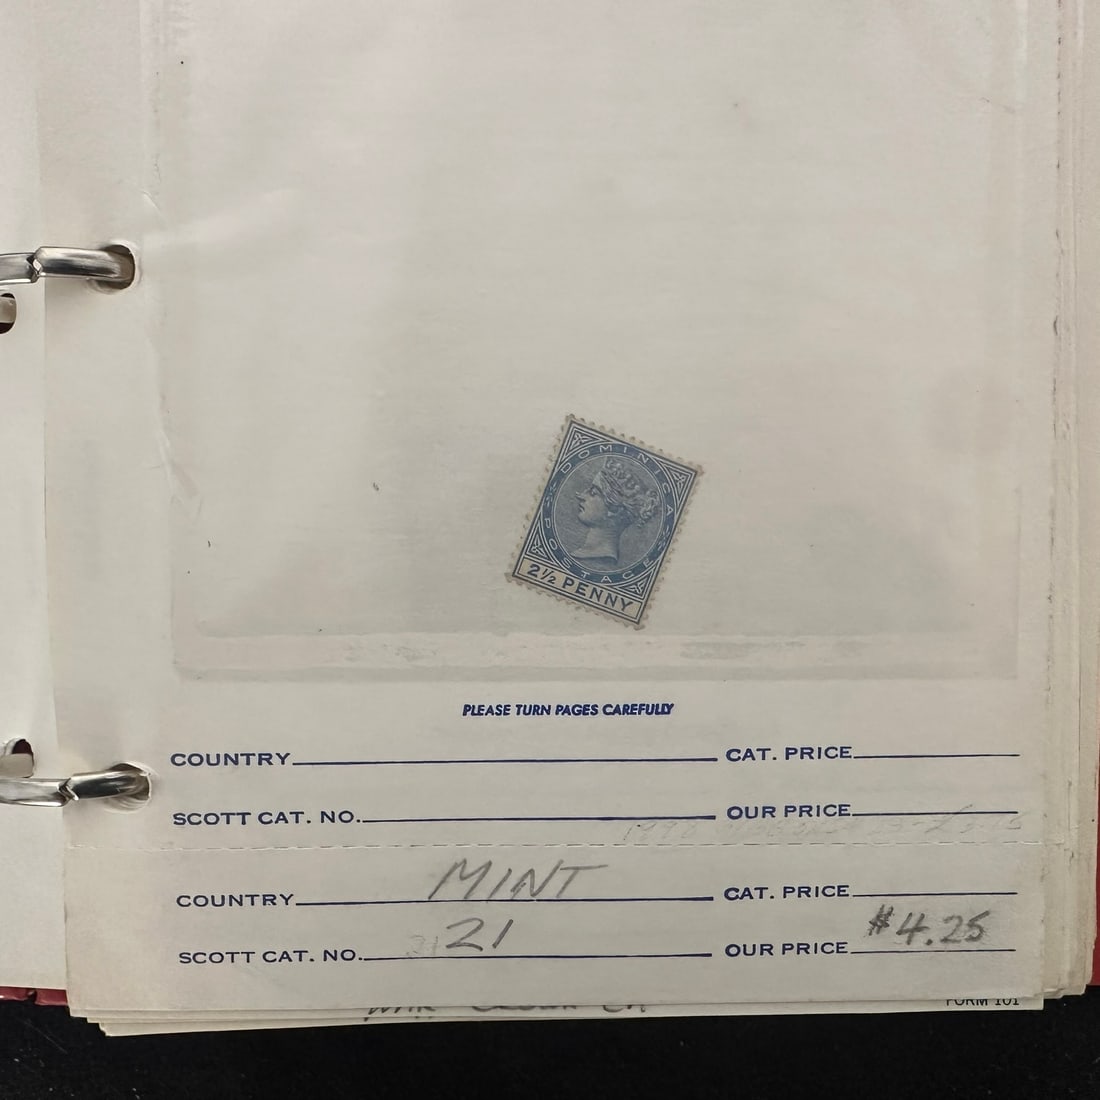 DOMINICA
POSTAGE
2½ PENNY
PLEASE TURN PAGES CAREFULLY
COUNTRY CAT. PRICE
SCOTT CAT. NO. OUR PRICE
COUNTRY MINT CAT. PRICE
SCOTT CAT. NO. 21 OUR PRICE $4.25
FORM 101